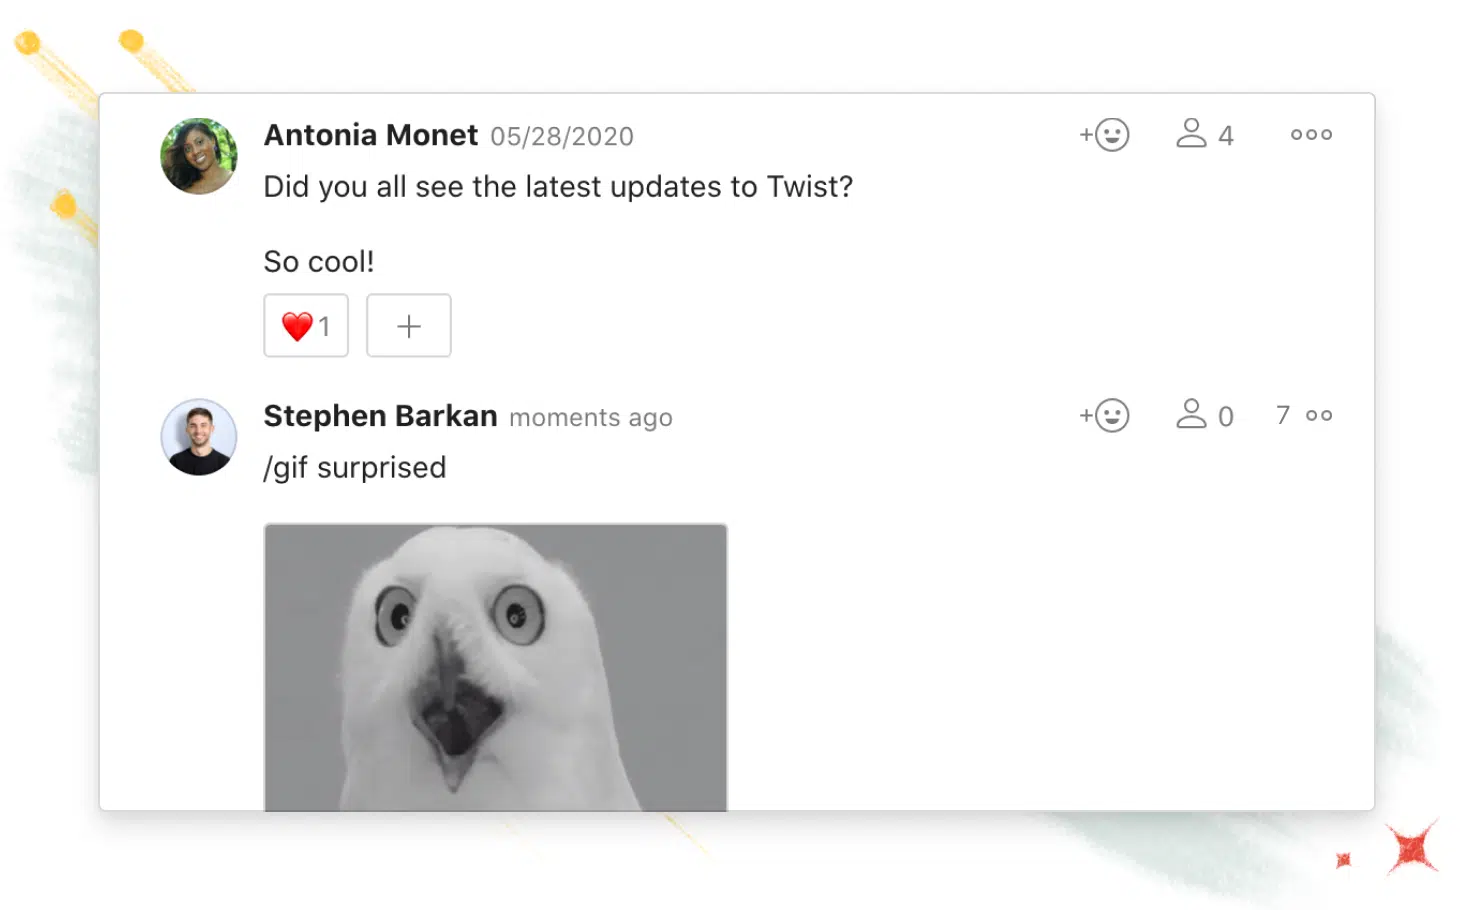 Antonia Monet 05/28/2020 + 4
Did you all see the latest updates to Twist?
So cool!
❤️ 1 +
Stephen Barkan moments ago + 0 7
/gif surprised